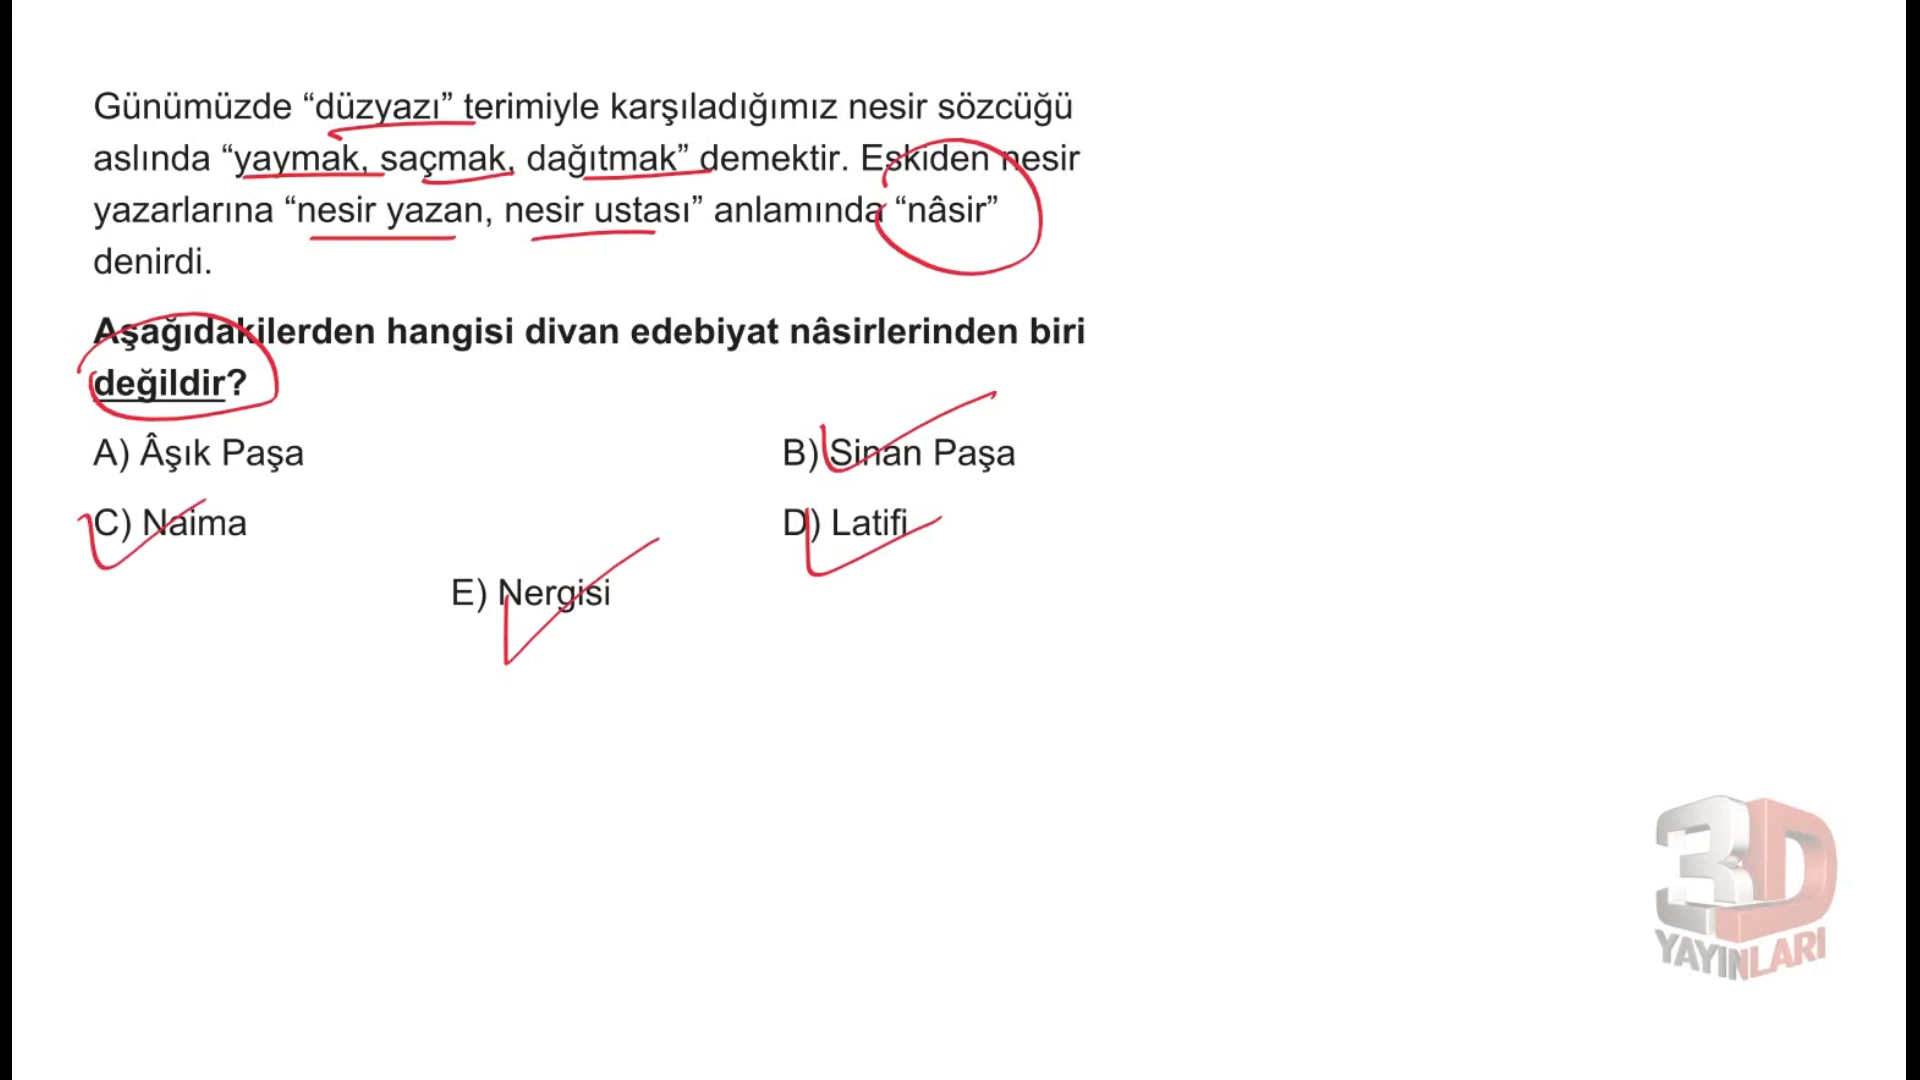 Günümüzde “düzyazı” terimiyle karşıladığımız nesir sözcüğü
aslında “yaymak, saçmak, dağıtmak” demektir. Eskiden nesir
yazarlarına “nesir yazan, nesir ustası” anlamında “nâsir”
denirdi.
Aşağıdakilerden hangisi divan edebiyat nâsirlerinden biri
değildir?
A) Âşık Paşa
B) Sinan Paşa
C) Naima
D) Latifi
E) Nergisi
3D
YAYINLARI